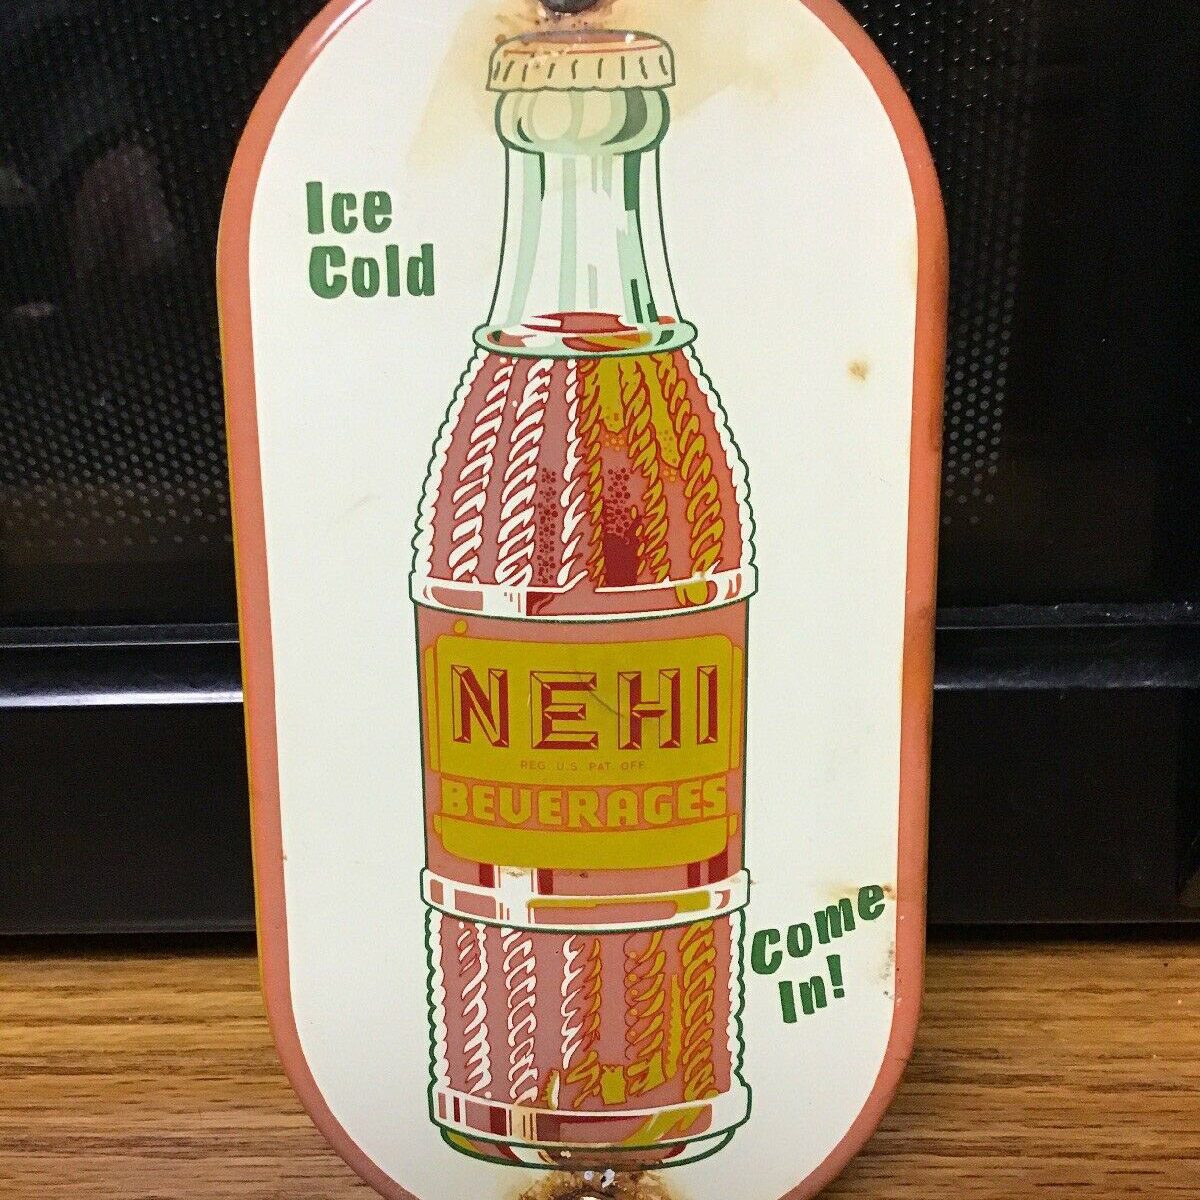 Ice
Cold
NEHI
REG. U.S. PAT. OFF.
BEVERAGES
Come
In!